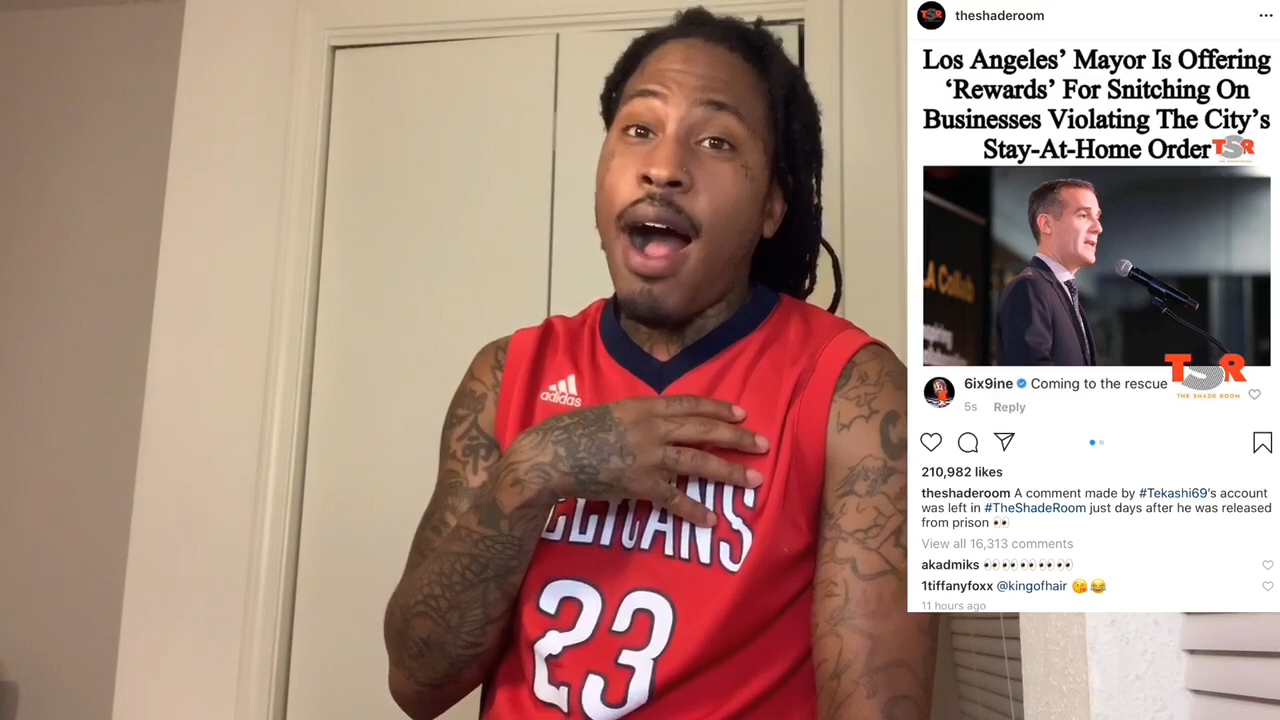 theshaderoom
Los Angeles' Mayor Is Offering
'Rewards' For Snitching On
Businesses Violating The City's
Stay-At-Home Order TSR
LA Collab
6ix9ine Coming to the rescue
TSR
THE SHADE ROOM
5s Reply
210,982 likes
theshaderoom A comment made by #Tekashi69's account
was left in #TheShadeRoom just days after he was released
from prison 👀
View all 16,313 comments
akadmiks 👀👀👀👀👀👀👀
1tiffanyfoxx @kingofhair 😘😂
11 hours ago
adidas
ELICANS
23